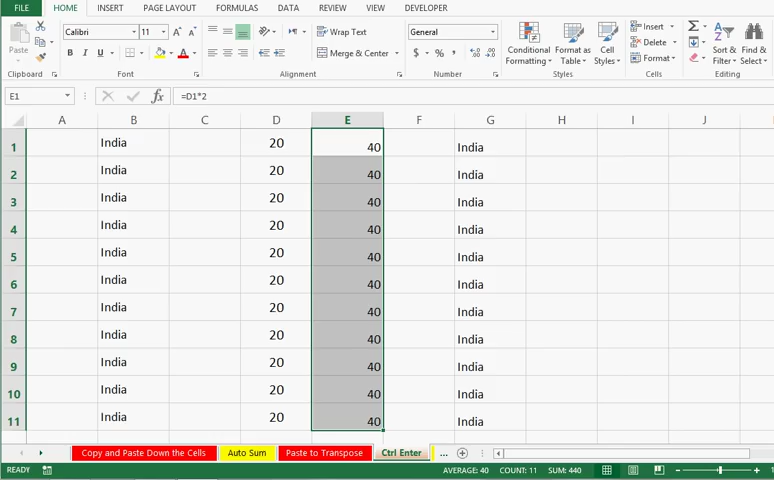 FILE HOME INSERT PAGE LAYOUT FORMULAS DATA REVIEW VIEW DEVELOPER
Paste
Calibri 11 A A
B I U A
Wrap Text
Merge & Center
General
$ % ,
Conditional Formatting
Format as Table
Cell Styles
Insert
Delete
Format
Sort & Filter
Find & Select
Clipboard Font Alignment Number Styles Cells Editing
E1 fx =D1*2
A B C D E F G H I J
1 India 20 40 India
2 India 20 40 India
3 India 20 40 India
4 India 20 40 India
5 India 20 40 India
6 India 20 40 India
7 India 20 40 India
8 India 20 40 India
9 India 20 40 India
10 India 20 40 India
11 India 20 40 India
Copy and Paste Down the Cells Auto Sum Paste to Transpose Ctrl Enter ...
READY AVERAGE: 40 COUNT: 11 SUM: 440